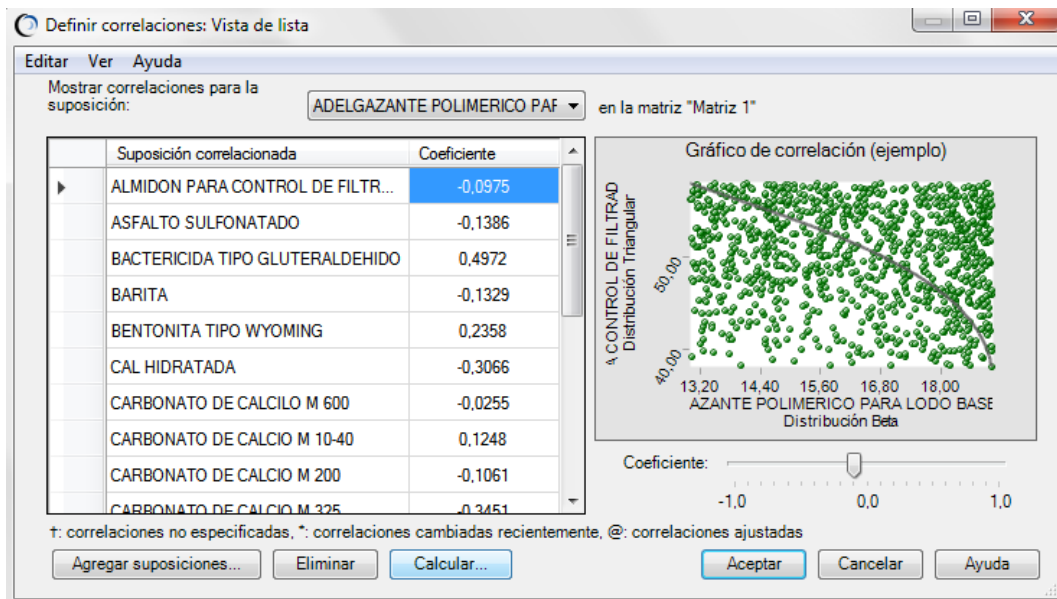 Definir correlaciones: Vista de lista
Editar Ver Ayuda
Mostrar correlaciones para la
suposición:
ADELGAZANTE POLIMERICO PAF
en la matriz "Matriz 1"
Suposición correlacionada Coeficiente
ALMIDON PARA CONTROL DE FILTR... -0,0975
ASFALTO SULFONATADO -0,1386
BACTERICIDA TIPO GLUTERALDEHIDO 0,4972
BARITA -0,1329
BENTONITA TIPO WYOMING 0,2358
CAL HIDRATADA -0,3066
CARBONATO DE CALCILO M 600 -0,0255
CARBONATO DE CALCIO M 10-40 0,1248
CARBONATO DE CALCIO M 200 -0,1061
CARBONATO DE CALCIO M 325 -0,3451
Gráfico de correlación (ejemplo)
A CONTROL DE FILTRAD
Distribución Triangular
50,00
40,00
13,20 14,40 15,60 16,80 18,00
AZANTE POLIMERICO PARA LODO BASE
Distribución Beta
Coeficiente:
-1,0 0,0 1,0
†: correlaciones no especificadas, *: correlaciones cambiadas recientemente, @: correlaciones ajustadas
Agregar suposiciones... Eliminar Calcular... Aceptar Cancelar Ayuda